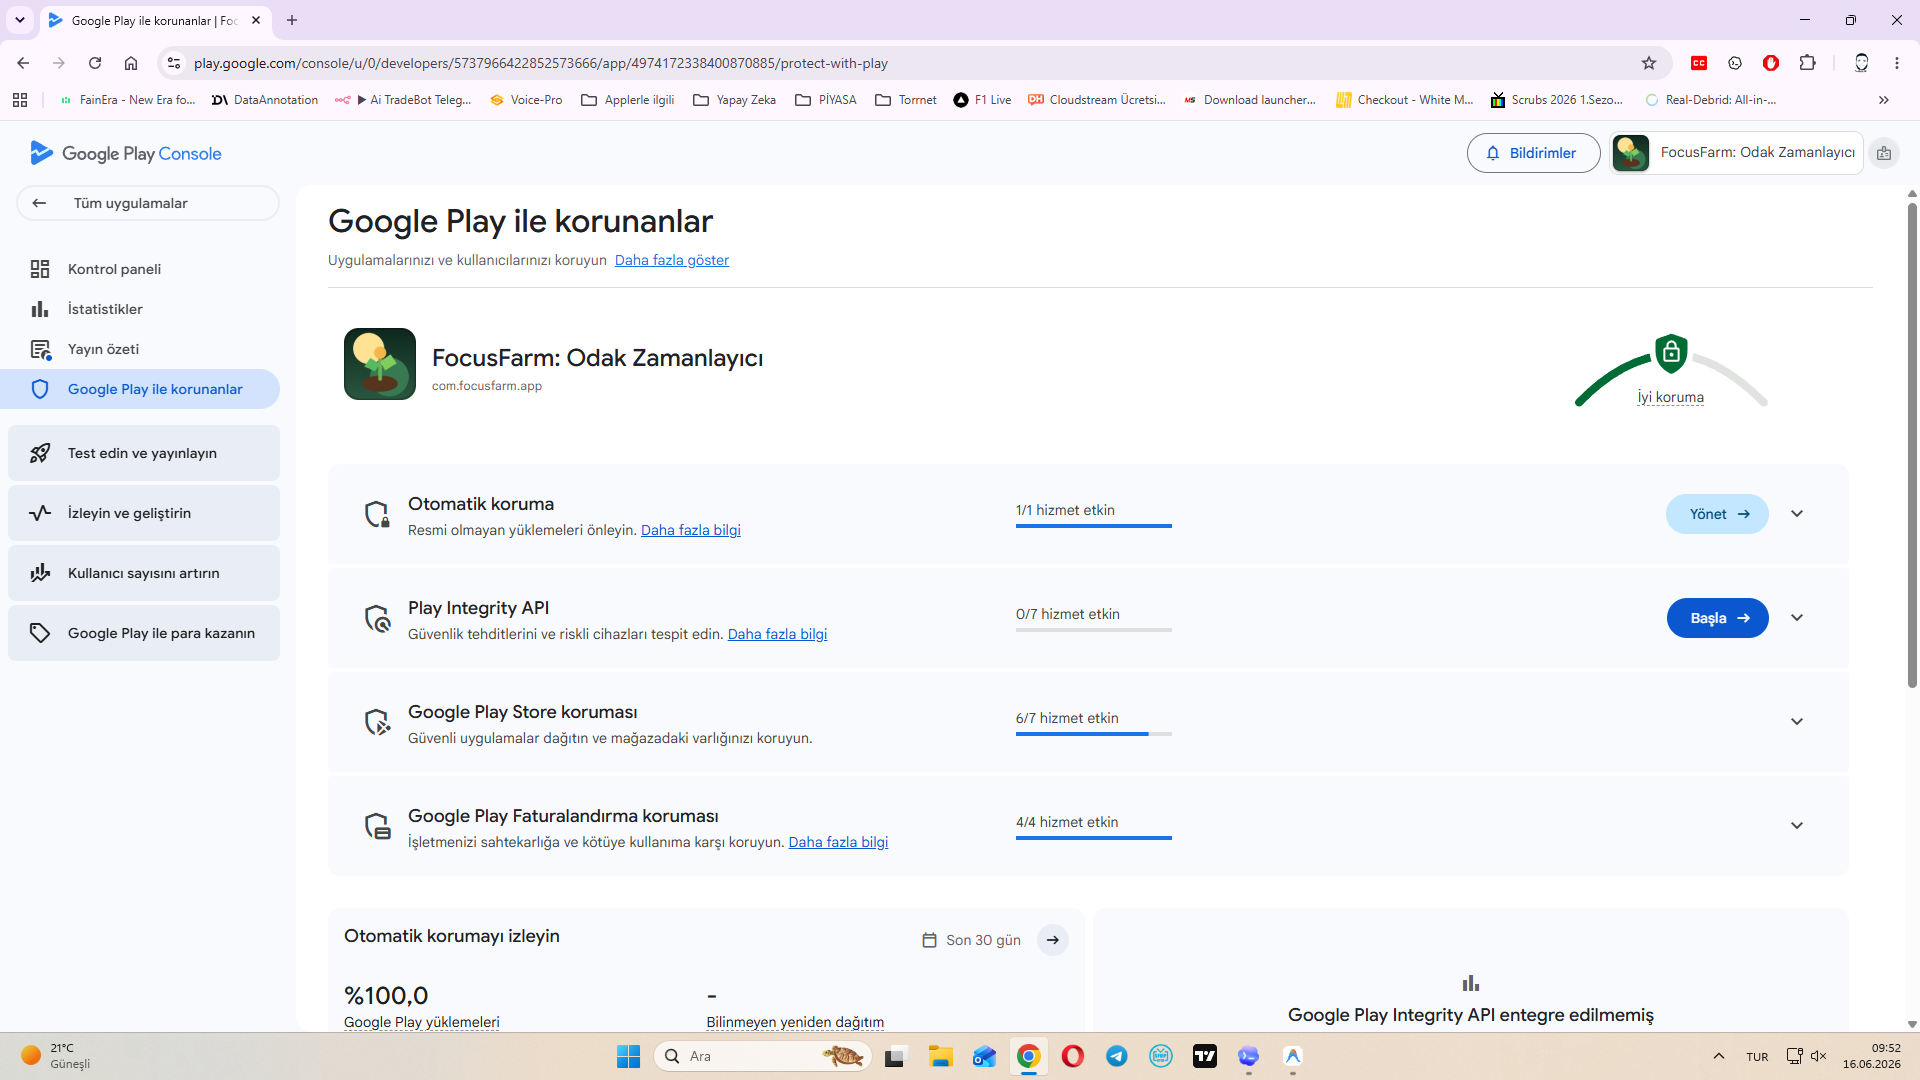 Google Play ile korunanlar | Foc
play.google.com/console/u/0/developers/5737966422852573666/app/4974172338400870885/protect-with-play
FainEra - New Era fo...
DataAnnotation
Ai TradeBot Teleg...
Voice-Pro
Applerle ilgili
Yapay Zeka
PİYASA
Torrnet
F1 Live
Cloudstream Ücretsi...
Download launcher...
Checkout - White M...
Scrubs 2026 1.Sezo...
Real-Debrid: All-in-...
Google Play Console
Bildirimler
FocusFarm: Odak Zamanlayıcı
Tüm uygulamalar
Kontrol paneli
İstatistikler
Yayın özeti
Google Play ile korunanlar
Test edin ve yayınlayın
İzleyin ve geliştirin
Kullanıcı sayısını artırın
Google Play ile para kazanın
Google Play ile korunanlar
Uygulamalarınızı ve kullanıcılarınızı koruyun Daha fazla göster
FocusFarm: Odak Zamanlayıcı
com.focusfarm.app
İyi koruma
Otomatik koruma
Resmi olmayan yüklemeleri önleyin. Daha fazla bilgi
1/1 hizmet etkin
Yönet
Play Integrity API
Güvenlik tehditlerini ve riskli cihazları tespit edin. Daha fazla bilgi
0/7 hizmet etkin
Başla
Google Play Store koruması
Güvenli uygulamalar dağıtın ve mağazadaki varlığınızı koruyun.
6/7 hizmet etkin
Google Play Faturalandırma koruması
İşletmenizi sahtekarlığa ve kötüye kullanıma karşı koruyun. Daha fazla bilgi
4/4 hizmet etkin
Otomatik korumayı izleyin
Son 30 gün
%100,0
Google Play yüklemeleri
-
Bilinmeyen yeniden dağıtım
Google Play Integrity API entegre edilmemiş
21°C
Güneşli
Ara
TUR
09:52
16.06.2026